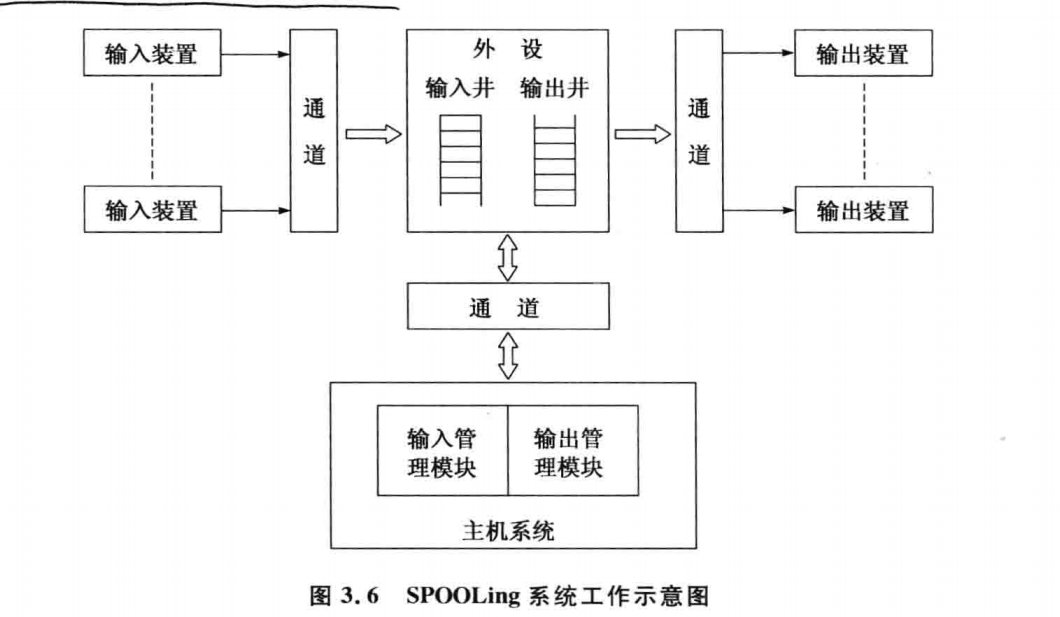 输入装置
输入装置
通
道
外 设
输入井 输出井
通
道
输出装置
输出装置
通 道
输入管
理模块
输出管
理模块
主机系统
图 3.6 SPOOLing 系统工作示意图